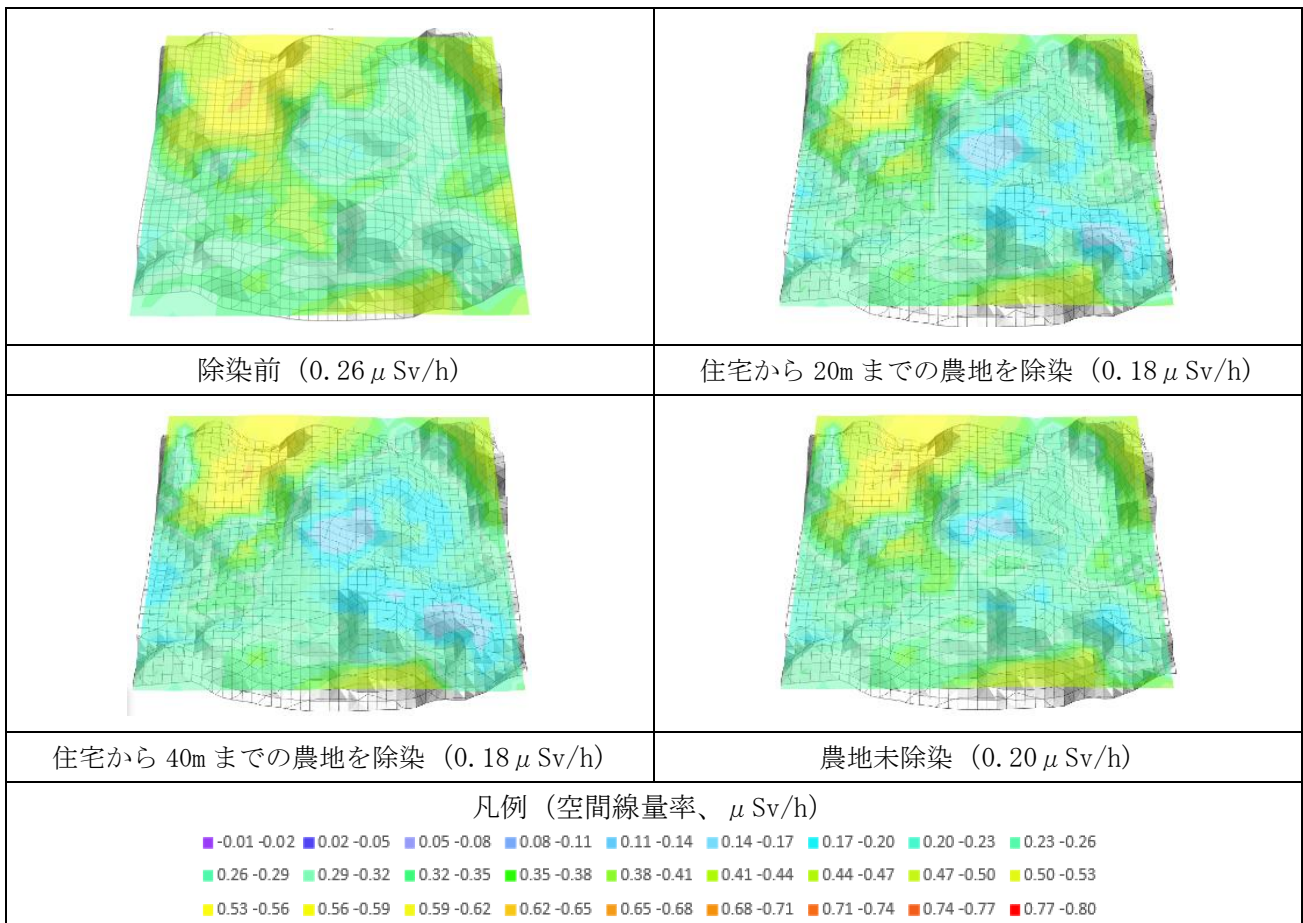 除染前（0.26μSv/h）
住宅から 20m までの農地を除染（0.18μSv/h）
住宅から 40m までの農地を除染（0.18μSv/h）
農地未除染（0.20μSv/h）
凡例（空間線量率、μSv/h）
-0.01 -0.02 0.02 -0.05 0.05 -0.08 0.08 -0.11 0.11 -0.14 0.14 -0.17 0.17 -0.20 0.20 -0.23 0.23 -0.26
0.26 -0.29 0.29 -0.32 0.32 -0.35 0.35 -0.38 0.38 -0.41 0.41 -0.44 0.44 -0.47 0.47 -0.50 0.50 -0.53
0.53 -0.56 0.56 -0.59 0.59 -0.62 0.62 -0.65 0.65 -0.68 0.68 -0.71 0.71 -0.74 0.74 -0.77 0.77 -0.80